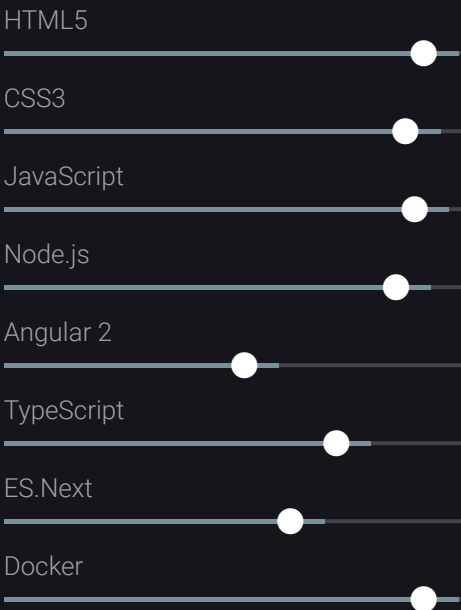 HTML5
CSS3
JavaScript
Node.js
Angular 2
TypeScript
ES.Next
Docker